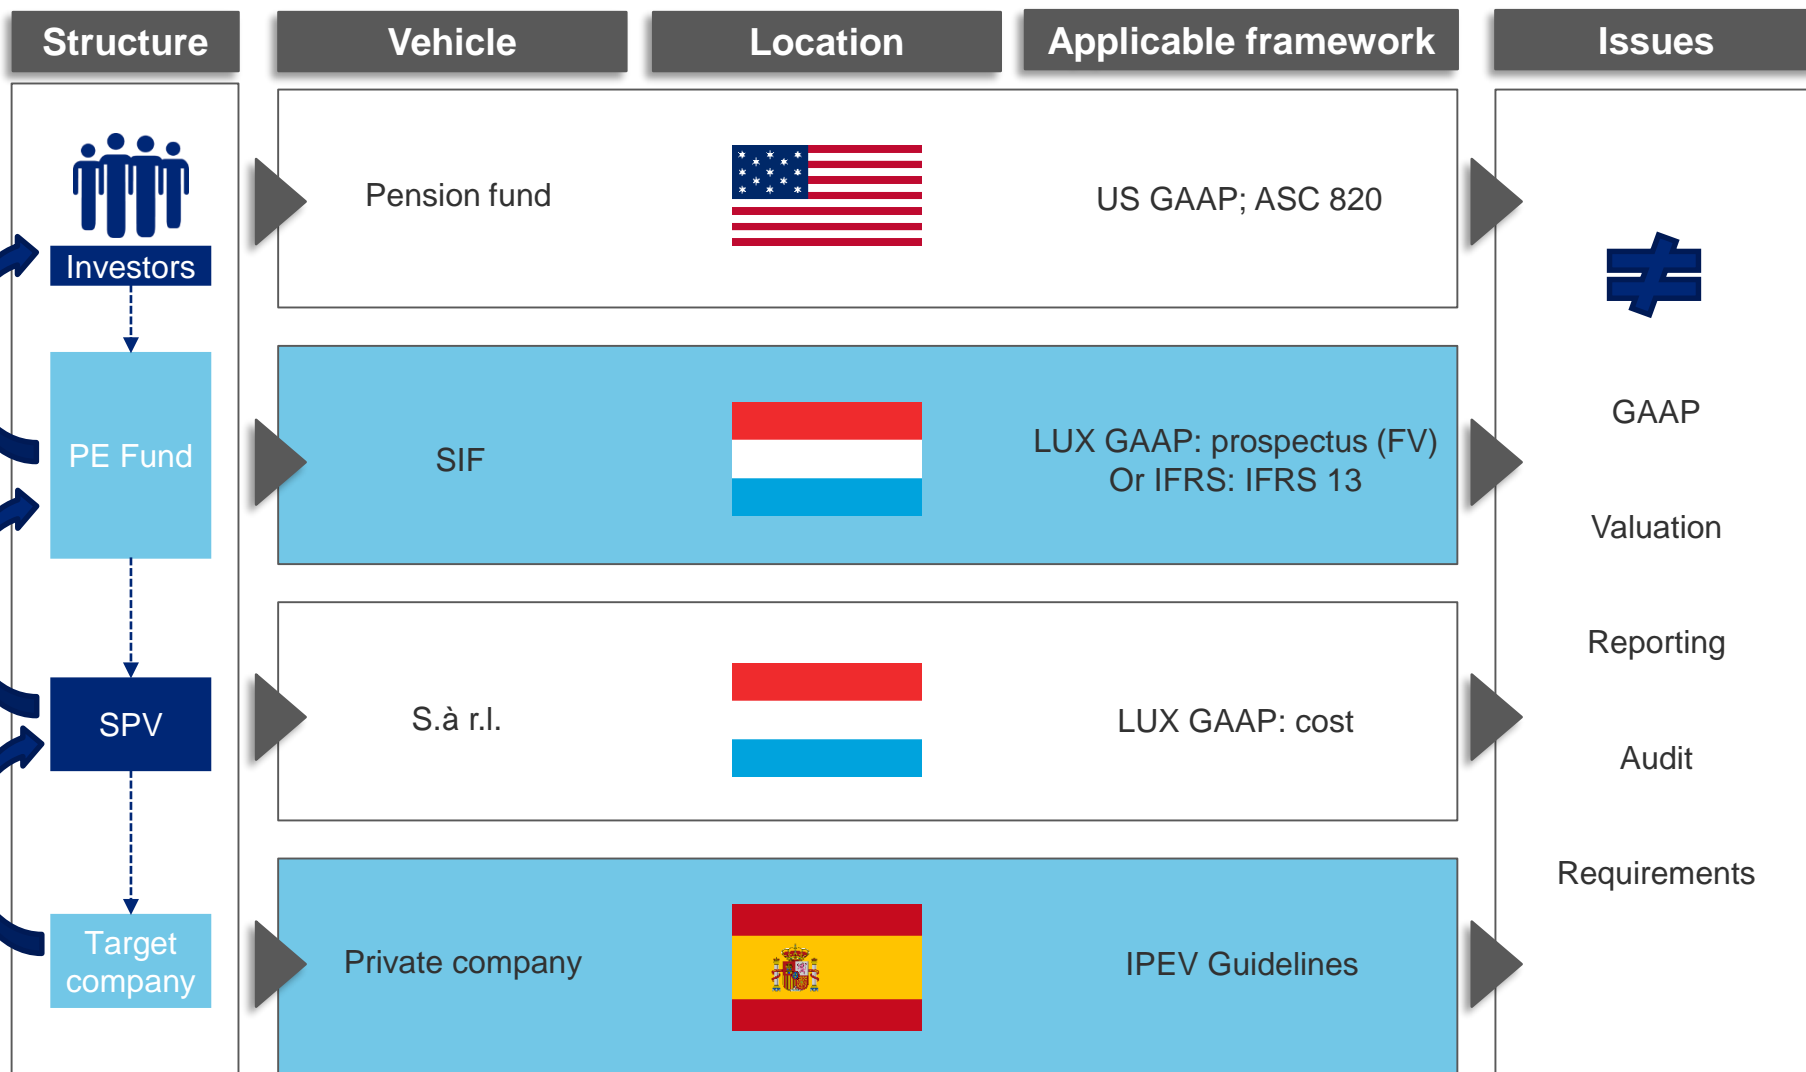 Structure
Vehicle
Location
Applicable framework
Issues
Investors
Pension fund
US GAAP; ASC 820
PE Fund
SIF
LUX GAAP: prospectus (FV)
Or IFRS: IFRS 13
SPV
S.à r.l.
LUX GAAP: cost
Target
company
Private company
IPEV Guidelines
≠
GAAP
Valuation
Reporting
Audit
Requirements